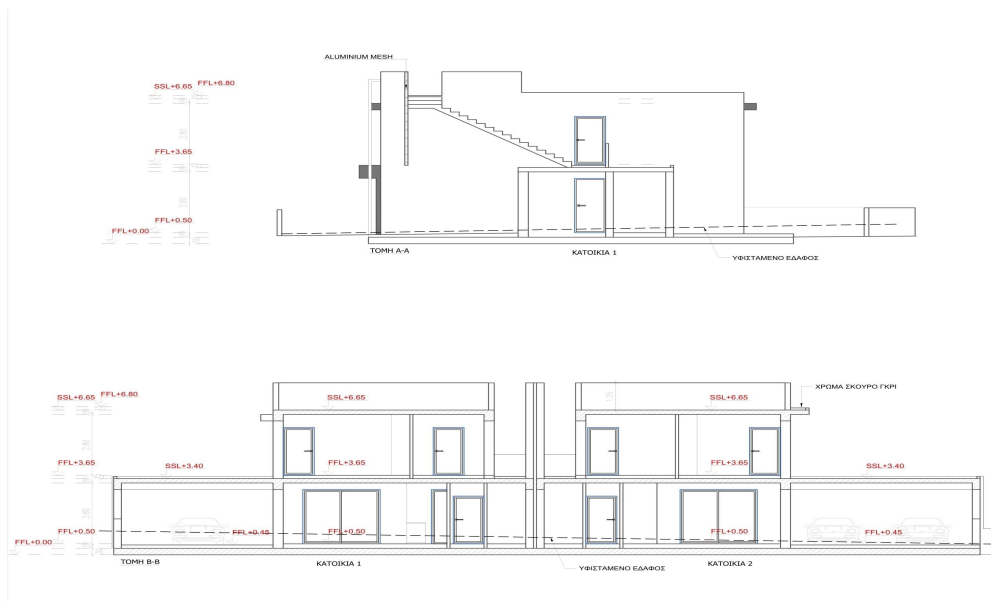 ALUMINIUM MESH
SSL+6.65 FFL+6.80
FFL+3.65
FFL+0.50
FFL+0.00
ΤΟΜΗ Α-Α
ΚΑΤΟΙΚΙΑ 1
ΥΦΙΣΤΑΜΕΝΟ ΕΔΑΦΟΣ
ΧΡΩΜΑ ΣΚΟΥΡΟ ΓΚΡΙ
SSL+6.65 FFL+6.80 SSL+6.65 SSL+6.65
FFL+3.65 SSL+3.40 FFL+3.65 FFL+3.65 SSL+3.40
FFL+0.50 FFL+0.45 FFL+0.50 FFL+0.50 FFL+0.45
FFL+0.00
ΤΟΜΗ Β-Β
ΚΑΤΟΙΚΙΑ 1
ΥΦΙΣΤΑΜΕΝΟ ΕΔΑΦΟΣ
ΚΑΤΟΙΚΙΑ 2